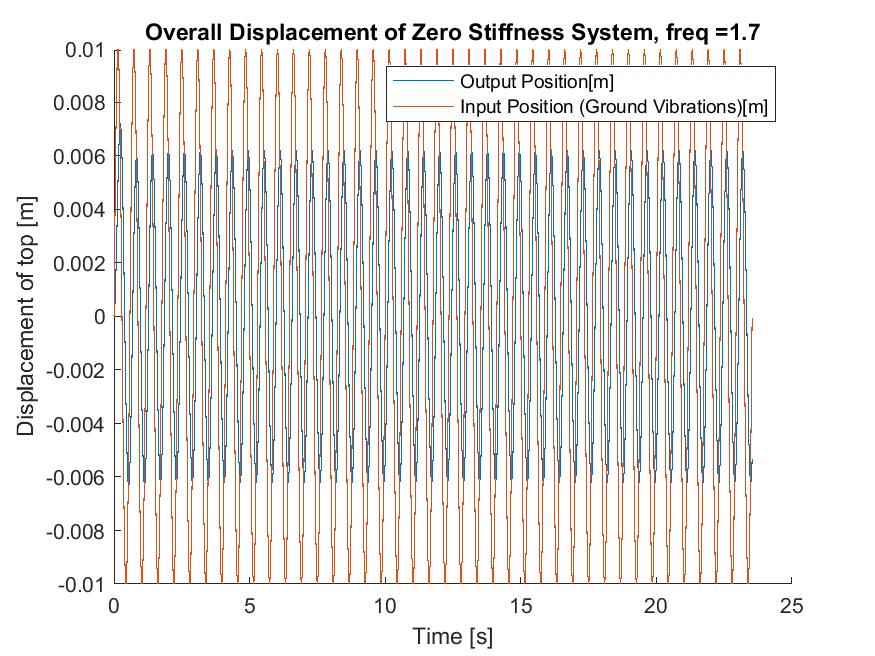 Overall Displacement of Zero Stiffness System, freq =1.7
Output Position[m]
Input Position (Ground Vibrations)[m]
Displacement of top [m]
0.01
0.008
0.006
0.004
0.002
0
-0.002
-0.004
-0.006
-0.008
-0.01
0 5 10 15 20 25
Time [s]